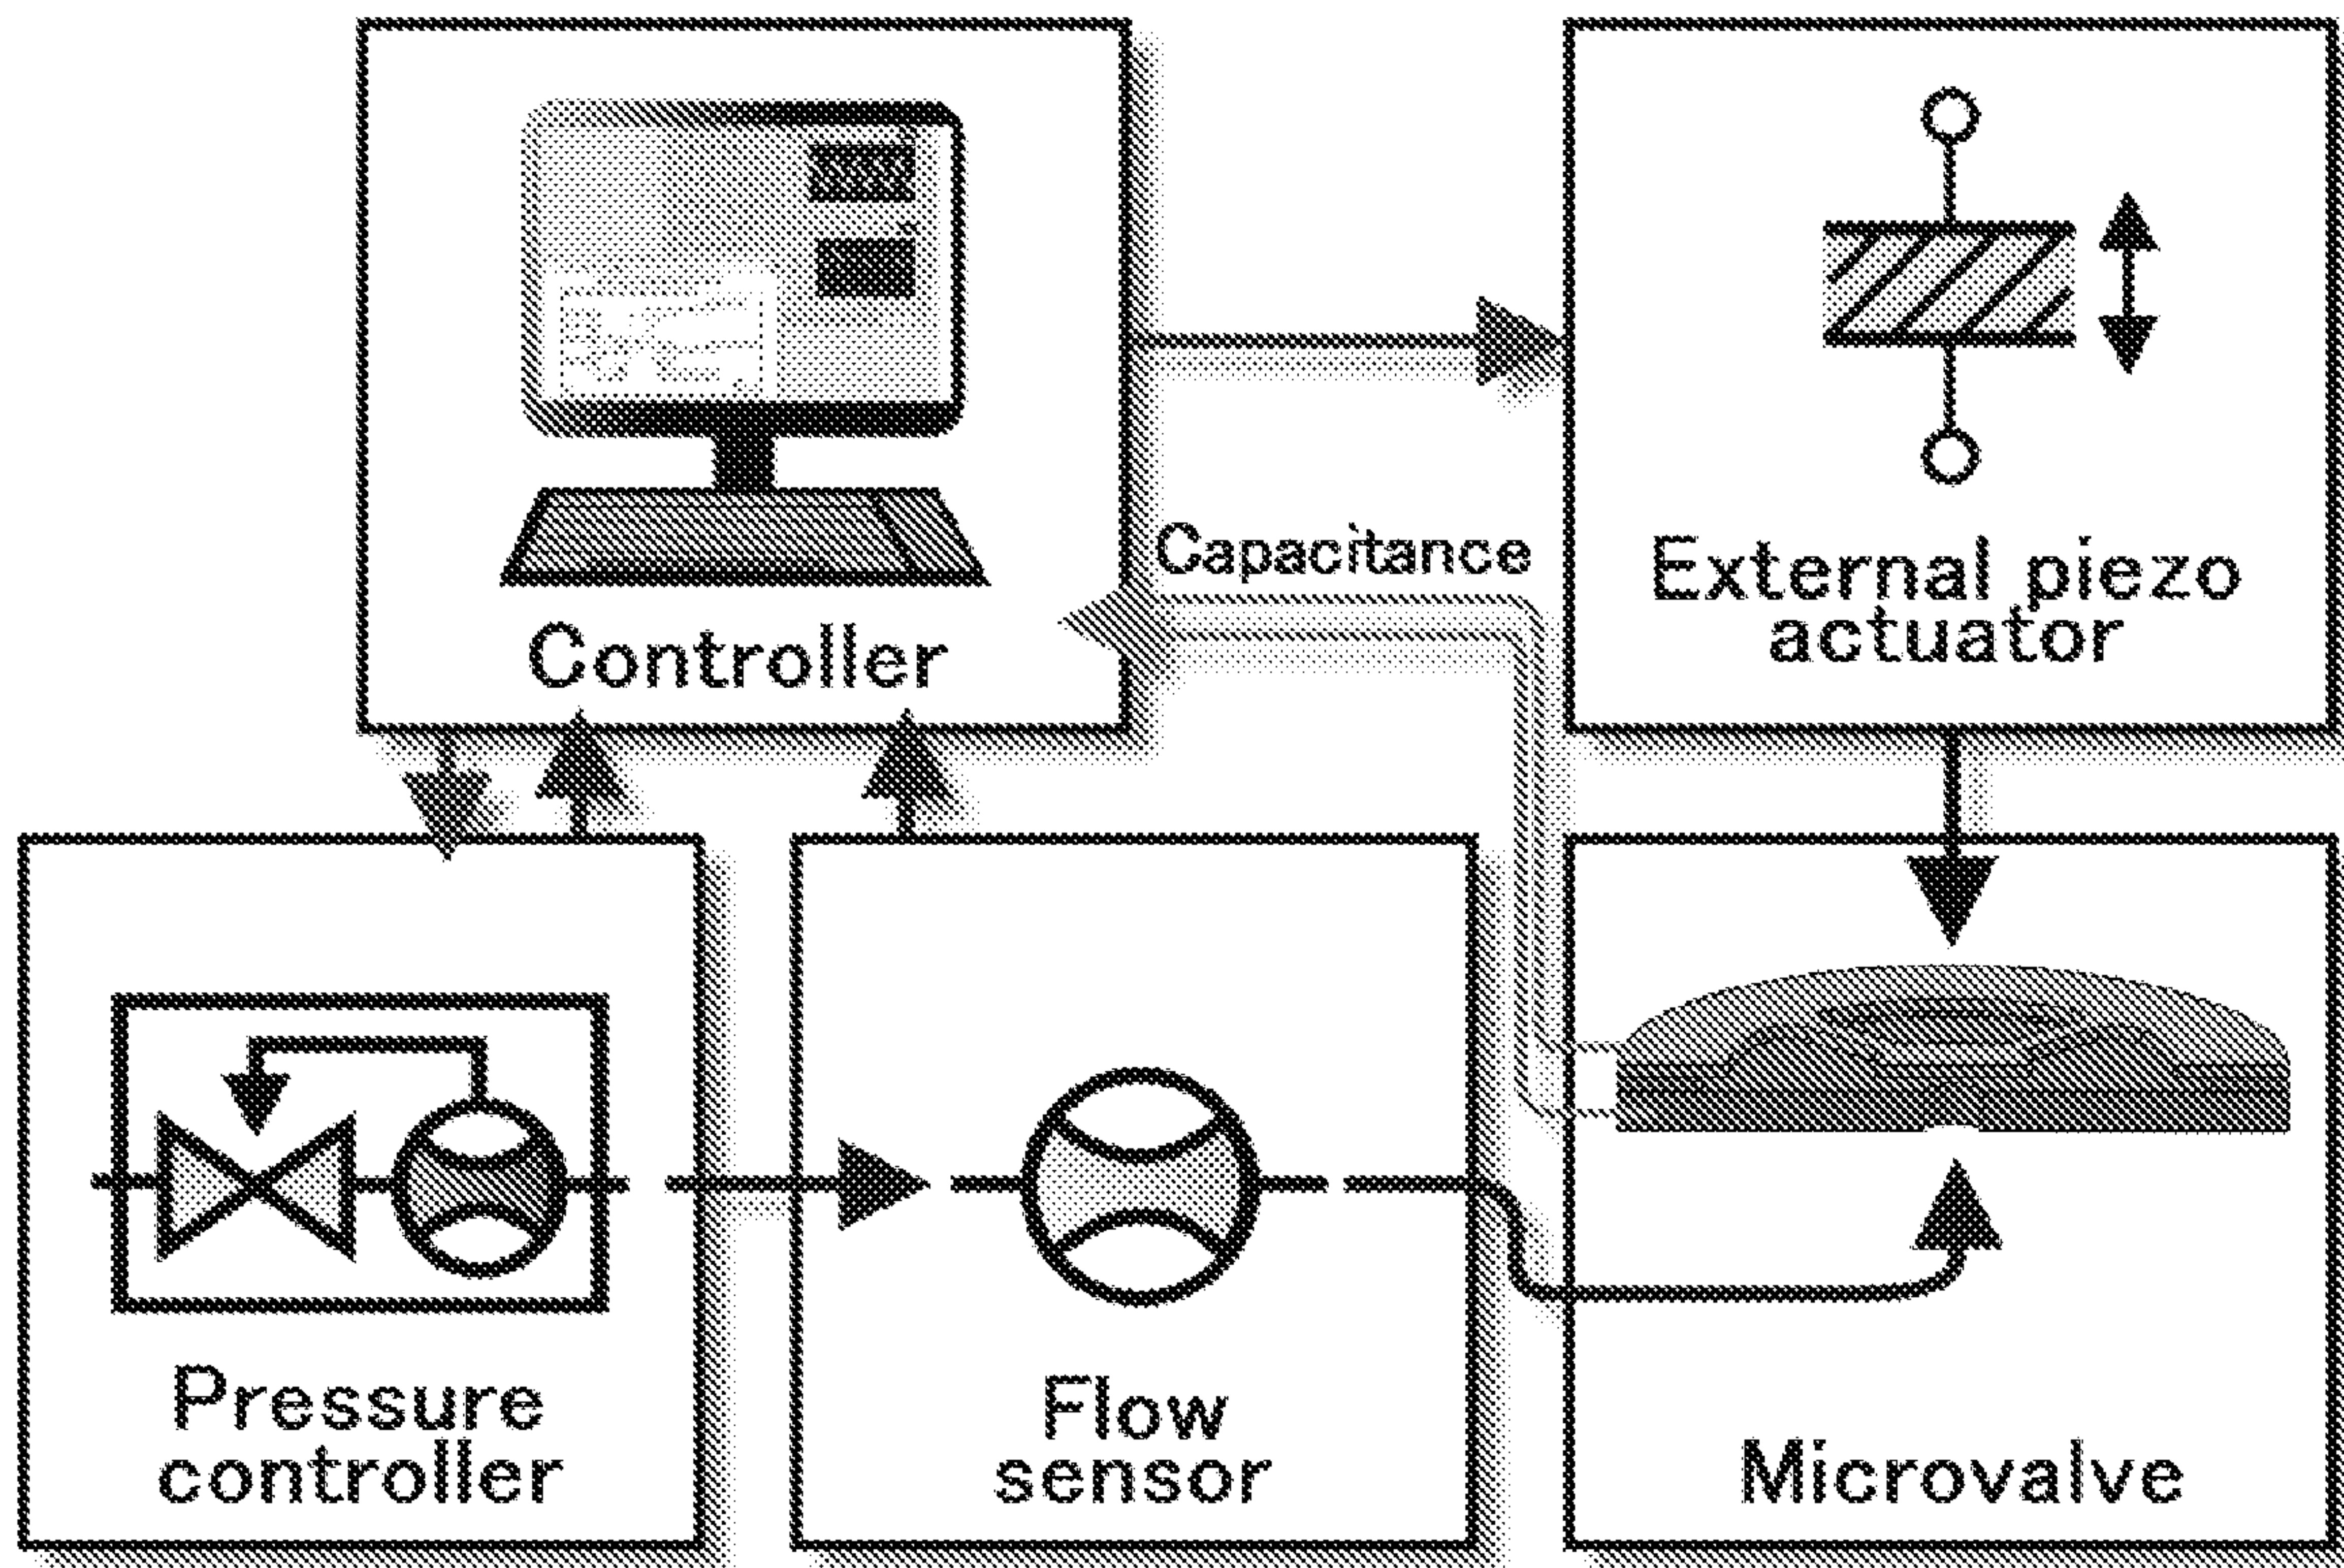 Controller
Capacitance
External piezo
actuator
Pressure
controller
Flow
sensor
Microvalve